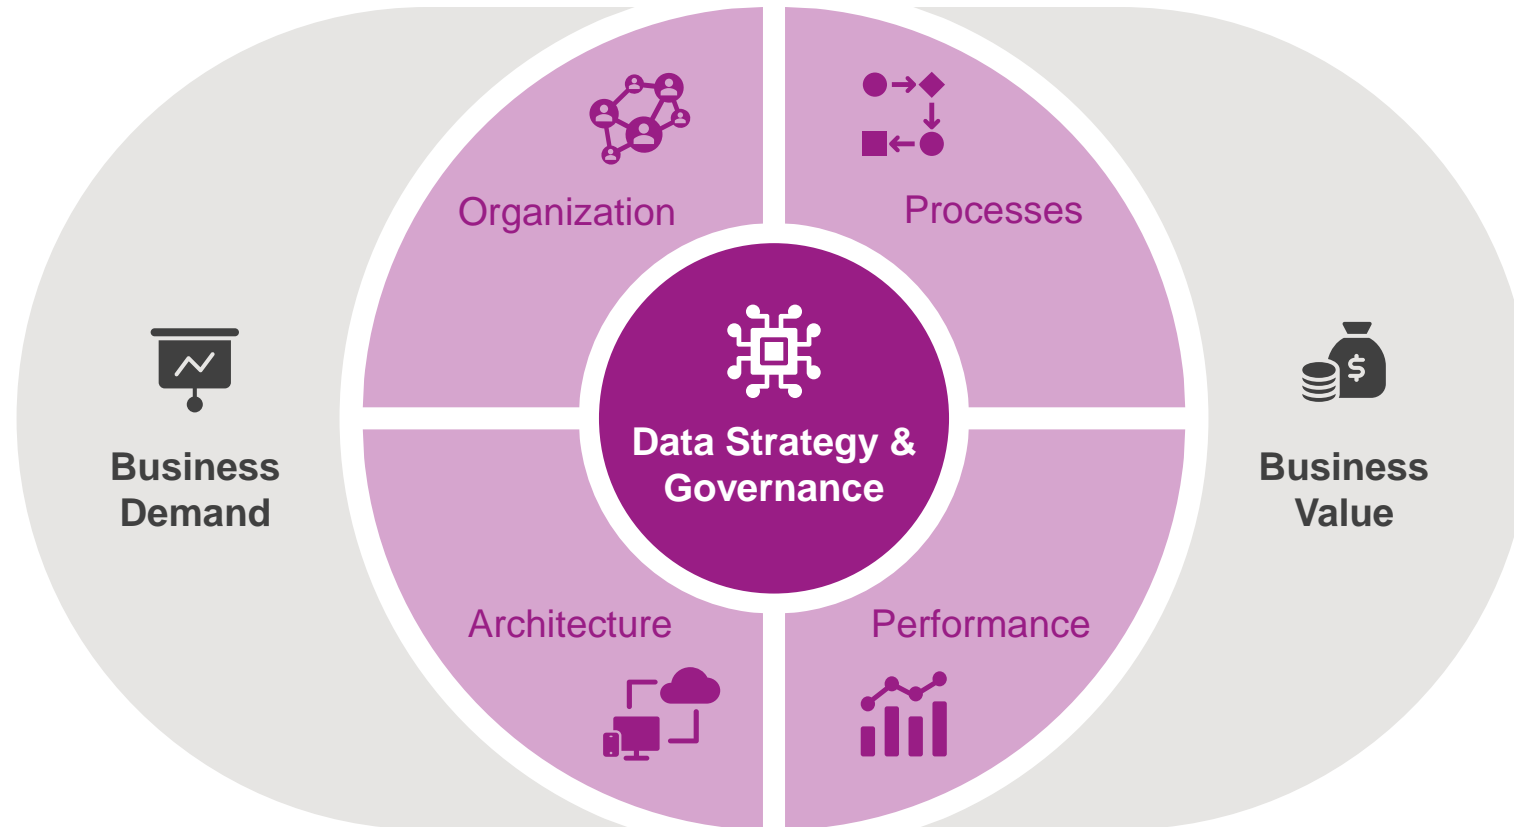 Organization
Processes
Data Strategy &
Governance
Business
Demand
Business
Value
Architecture
Performance